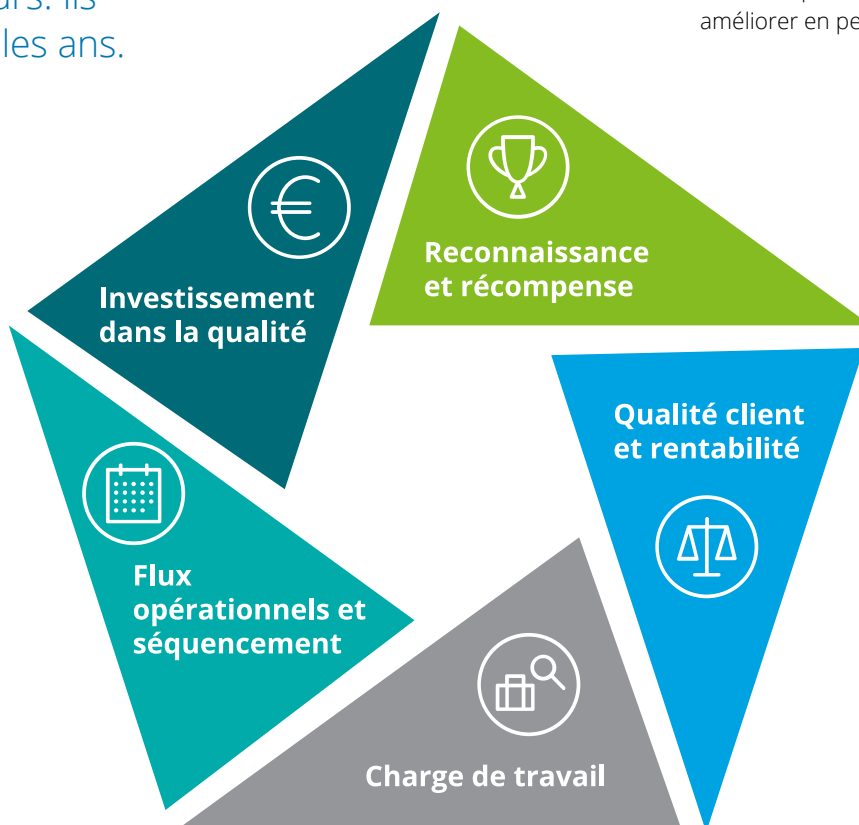 les ans.
améliorer en
Investissement
dans la qualité
Reconnaissance
et récompense
Qualité client
et rentabilité
Flux
opérationnels et
séquencement
Charge de travail